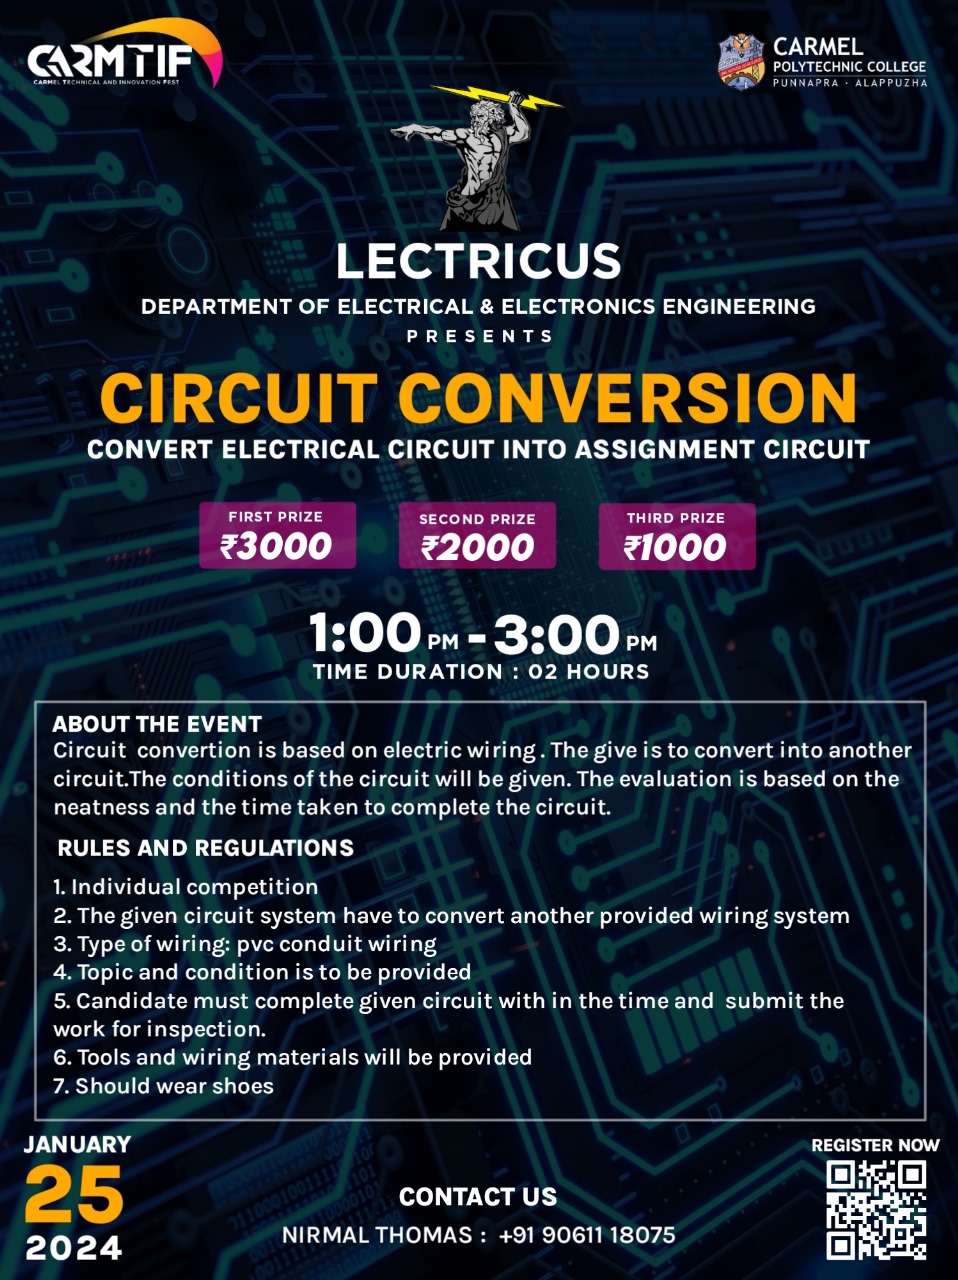 CARMTIF
CARMEL TECHNICAL AND INNOVATION FEST
CARMEL
POLYTECHNIC COLLEGE
PUNNAPRA · ALAPPUZHA
LECTRICUS
DEPARTMENT OF ELECTRICAL & ELECTRONICS ENGINEERING
PRESENTS
CIRCUIT CONVERSION
CONVERT ELECTRICAL CIRCUIT INTO ASSIGNMENT CIRCUIT
FIRST PRIZE
₹3000
SECOND PRIZE
₹2000
THIRD PRIZE
₹1000
1:00 PM - 3:00 PM
TIME DURATION : 02 HOURS
ABOUT THE EVENT
Circuit convertion is based on electric wiring . The give is to convert into another
circuit.The conditions of the circuit will be given. The evaluation is based on the
neatness and the time taken to complete the circuit.
RULES AND REGULATIONS
1. Individual competition
2. The given circuit system have to convert another provided wiring system
3. Type of wiring: pvc conduit wiring
4. Topic and condition is to be provided
5. Candidate must complete given circuit with in the time and submit the
work for inspection.
6. Tools and wiring materials will be provided
7. Should wear shoes
JANUARY
25
2024
CONTACT US
NIRMAL THOMAS : +91 90611 18075
REGISTER NOW